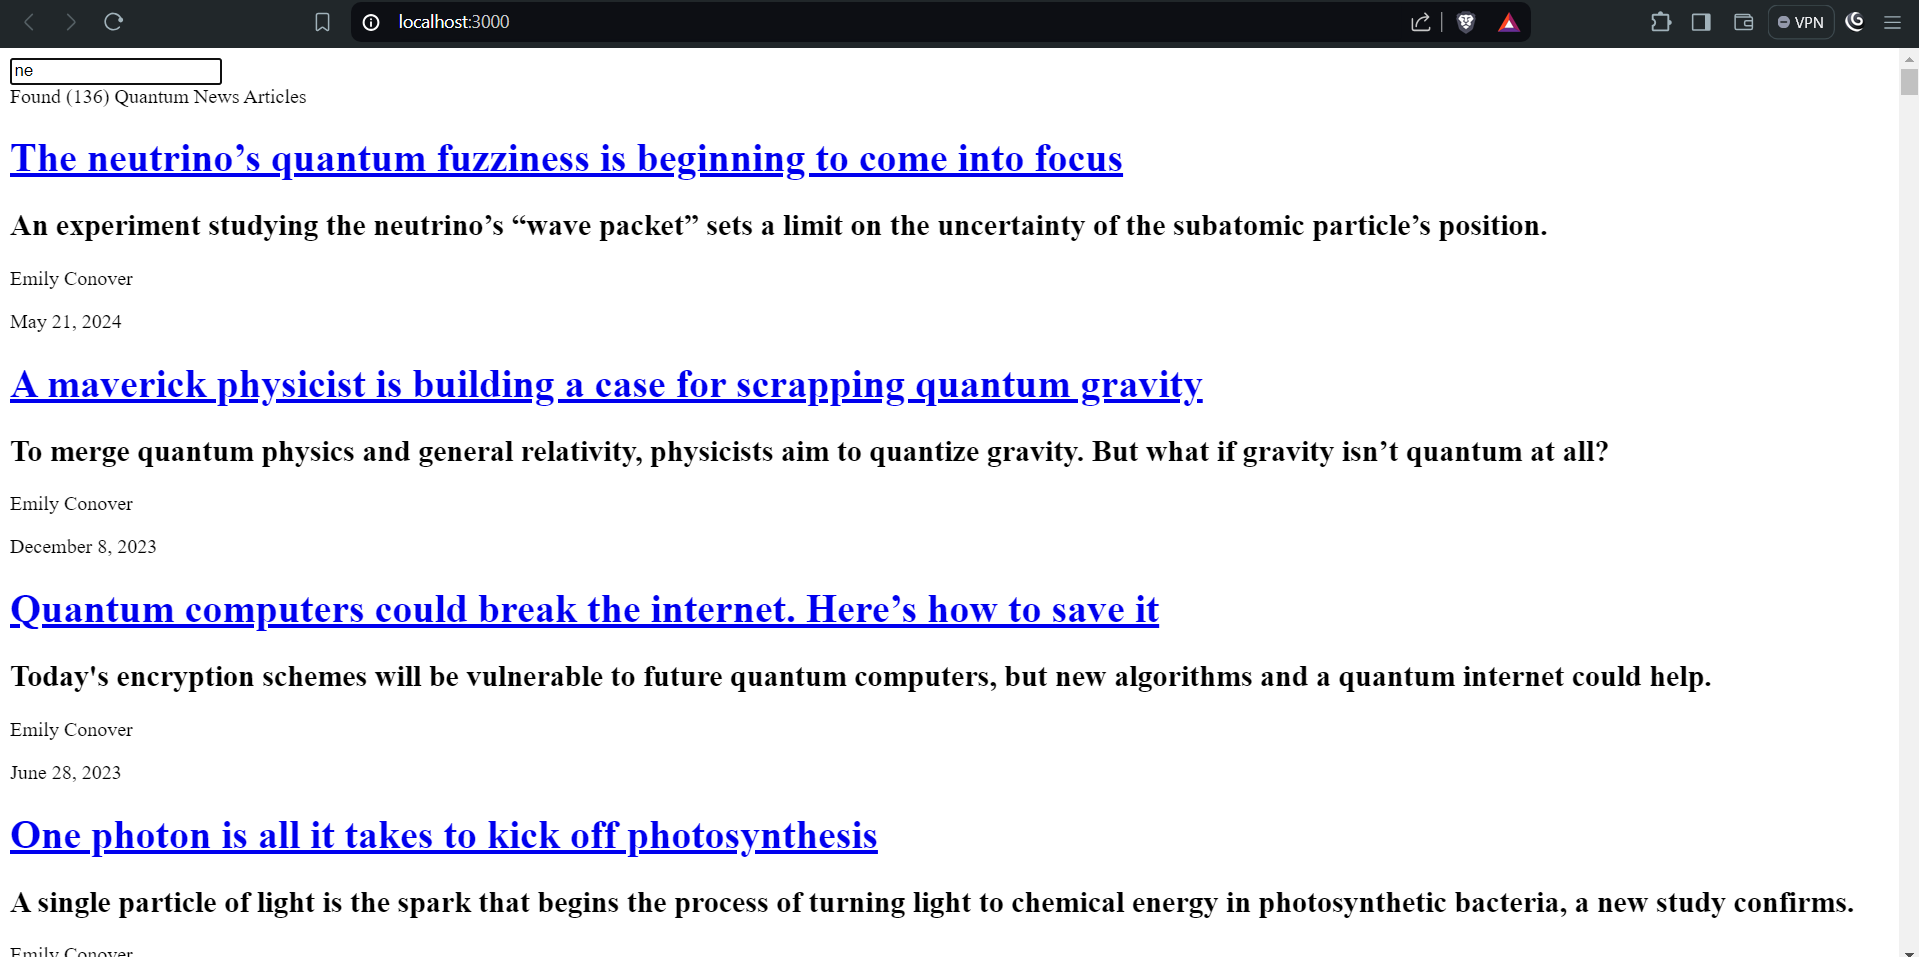 localhost:3000
VPN
ne
Found (136) Quantum News Articles
The neutrino’s quantum fuzziness is beginning to come into focus
An experiment studying the neutrino’s “wave packet” sets a limit on the uncertainty of the subatomic particle’s position.
Emily Conover
May 21, 2024
A maverick physicist is building a case for scrapping quantum gravity
To merge quantum physics and general relativity, physicists aim to quantize gravity. But what if gravity isn’t quantum at all?
Emily Conover
December 8, 2023
Quantum computers could break the internet. Here’s how to save it
Today's encryption schemes will be vulnerable to future quantum computers, but new algorithms and a quantum internet could help.
Emily Conover
June 28, 2023
One photon is all it takes to kick off photosynthesis
A single particle of light is the spark that begins the process of turning light to chemical energy in photosynthetic bacteria, a new study confirms.
Emily Conover